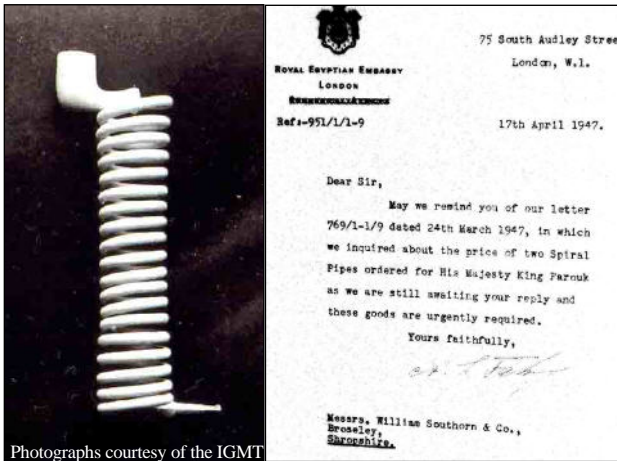 ROYAL EGYPTIAN EMBASSY
LONDON
75 South Audley Stree
London, W.1.
Ref:-951/1/1-9
17th April 1947.
Dear Sir,
May we remind you of our letter
769/1-1/9 dated 24th March 1947, in which
we inquired about the price of two Spiral
Pipes ordered for His Majesty King Farouk
as we are still awaiting your reply and
these goods are urgently required.
Yours faithfully,
Messrs. William Southorn & Co.,
Broseley,
Shropshire.
Photographs courtesy of the IGMT